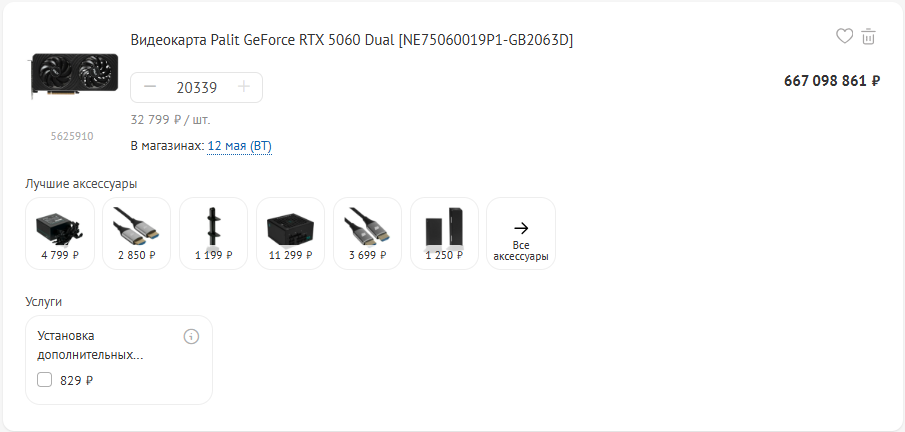 Видеокарта Palit GeForce RTX 5060 Dual [NE75060019P1-GB2063D]
20339
667 098 861 ₽
32 799 ₽ / шт.
5625910
В магазинах: 12 мая (ВТ)
Лучшие аксессуары
4 799 ₽
2 850 ₽
1 199 ₽
11 299 ₽
3 699 ₽
1 250 ₽
Все
аксессуары
Услуги
Установка
дополнительных...
829 ₽